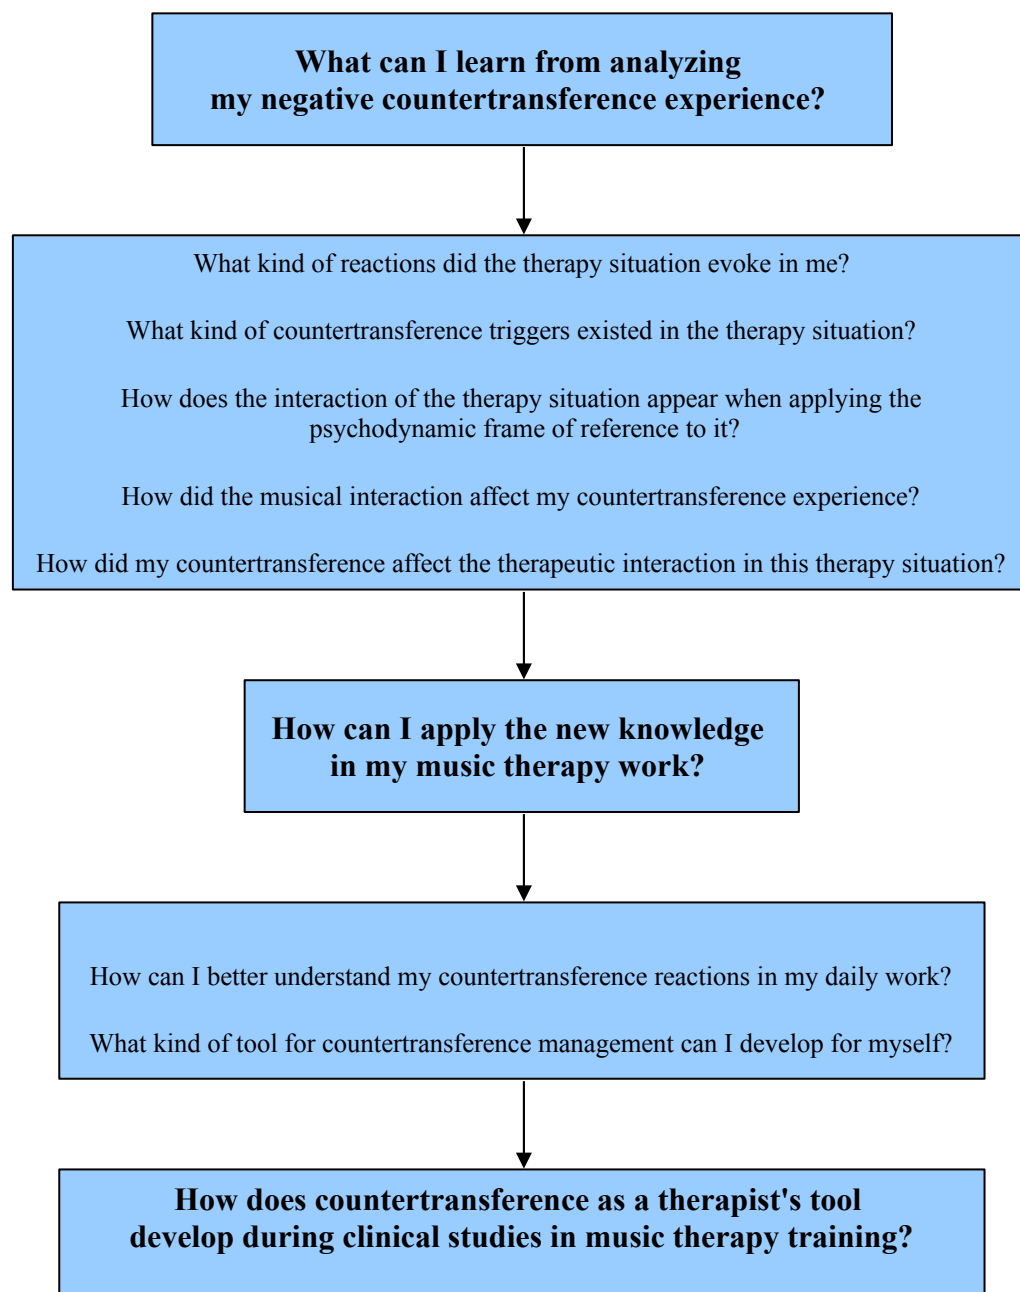 What can I learn from analyzing
my negative countertransference experience?
What kind of reactions did the therapy situation evoke in me?
What kind of countertransference triggers existed in the therapy situation?
How does the interaction of the therapy situation appear when applying the
psychodynamic frame of reference to it?
How did the musical interaction affect my countertransference experience?
How did my countertransference affect the therapeutic interaction in this therapy situation?
How can I apply the new knowledge
in my music therapy work?
How can I better understand my countertransference reactions in my daily work?
What kind of tool for countertransference management can I develop for myself?
How does countertransference as a therapist's tool
develop during clinical studies in music therapy training?